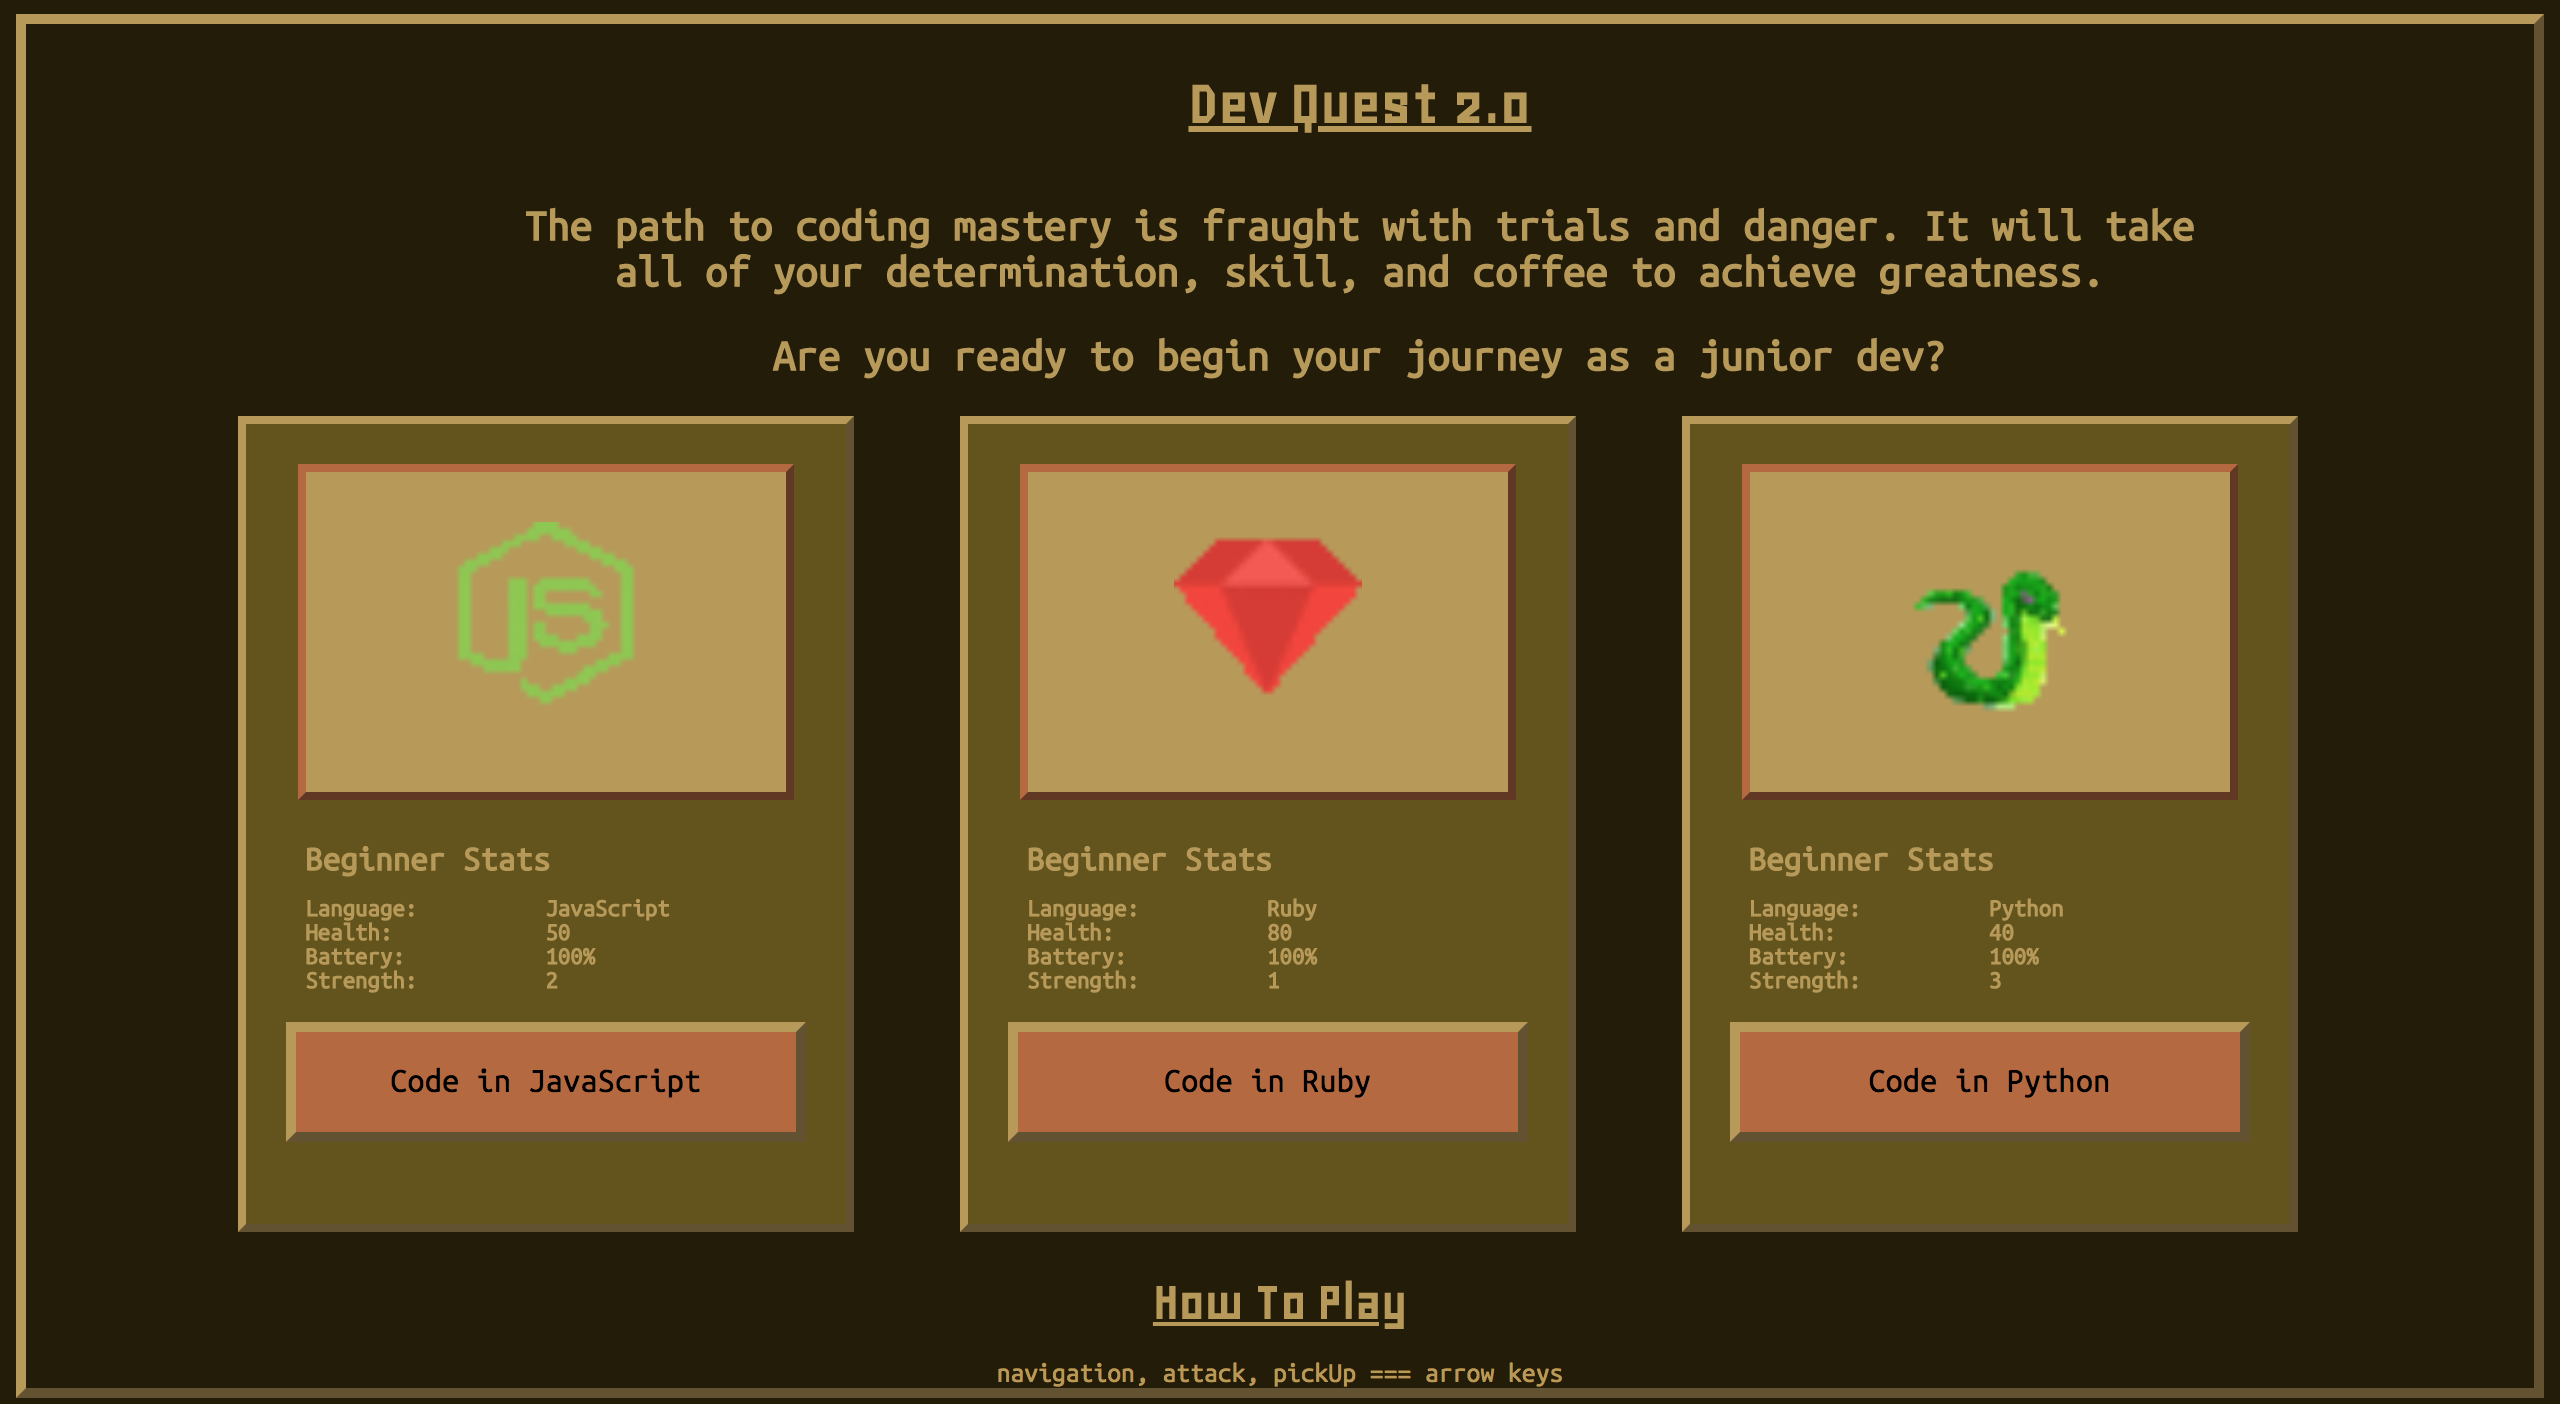 Dev Quest 2.0
The path to coding mastery is fraught with trials and danger. It will take
all of your determination, skill, and coffee to achieve greatness.
Are you ready to begin your journey as a junior dev?
JS
Beginner Stats
Language: JavaScript
Health: 50
Battery: 100%
Strength: 2
Code in JavaScript
Beginner Stats
Language: Ruby
Health: 80
Battery: 100%
Strength: 1
Code in Ruby
Beginner Stats
Language: Python
Health: 40
Battery: 100%
Strength: 3
Code in Python
How To Play
navigation, attack, pickUp === arrow keys